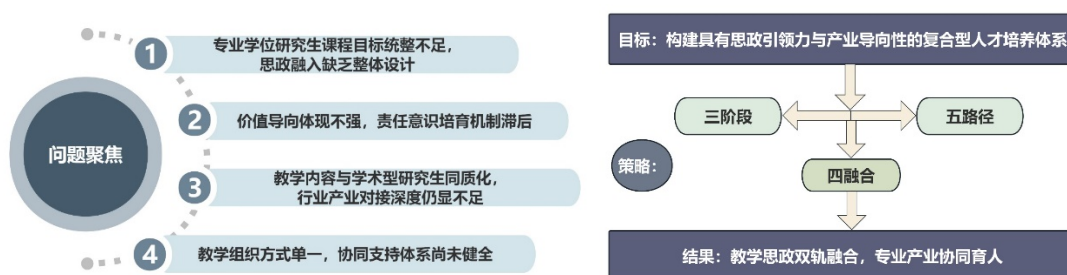 问题聚焦
1
专业学位研究生课程目标统整不足，
思政融入缺乏整体设计
2
价值导向体现不强，责任意识培育机制滞后
3
教学内容与学术型研究生同质化，
行业产业对接深度仍显不足
4
教学组织方式单一，协同支持体系尚未健全
目标：构建具有思政引领力与产业导向性的复合型人才培养体系
三阶段
五路径
策略：
四融合
结果：教学思政双轨融合，专业产业协同育人